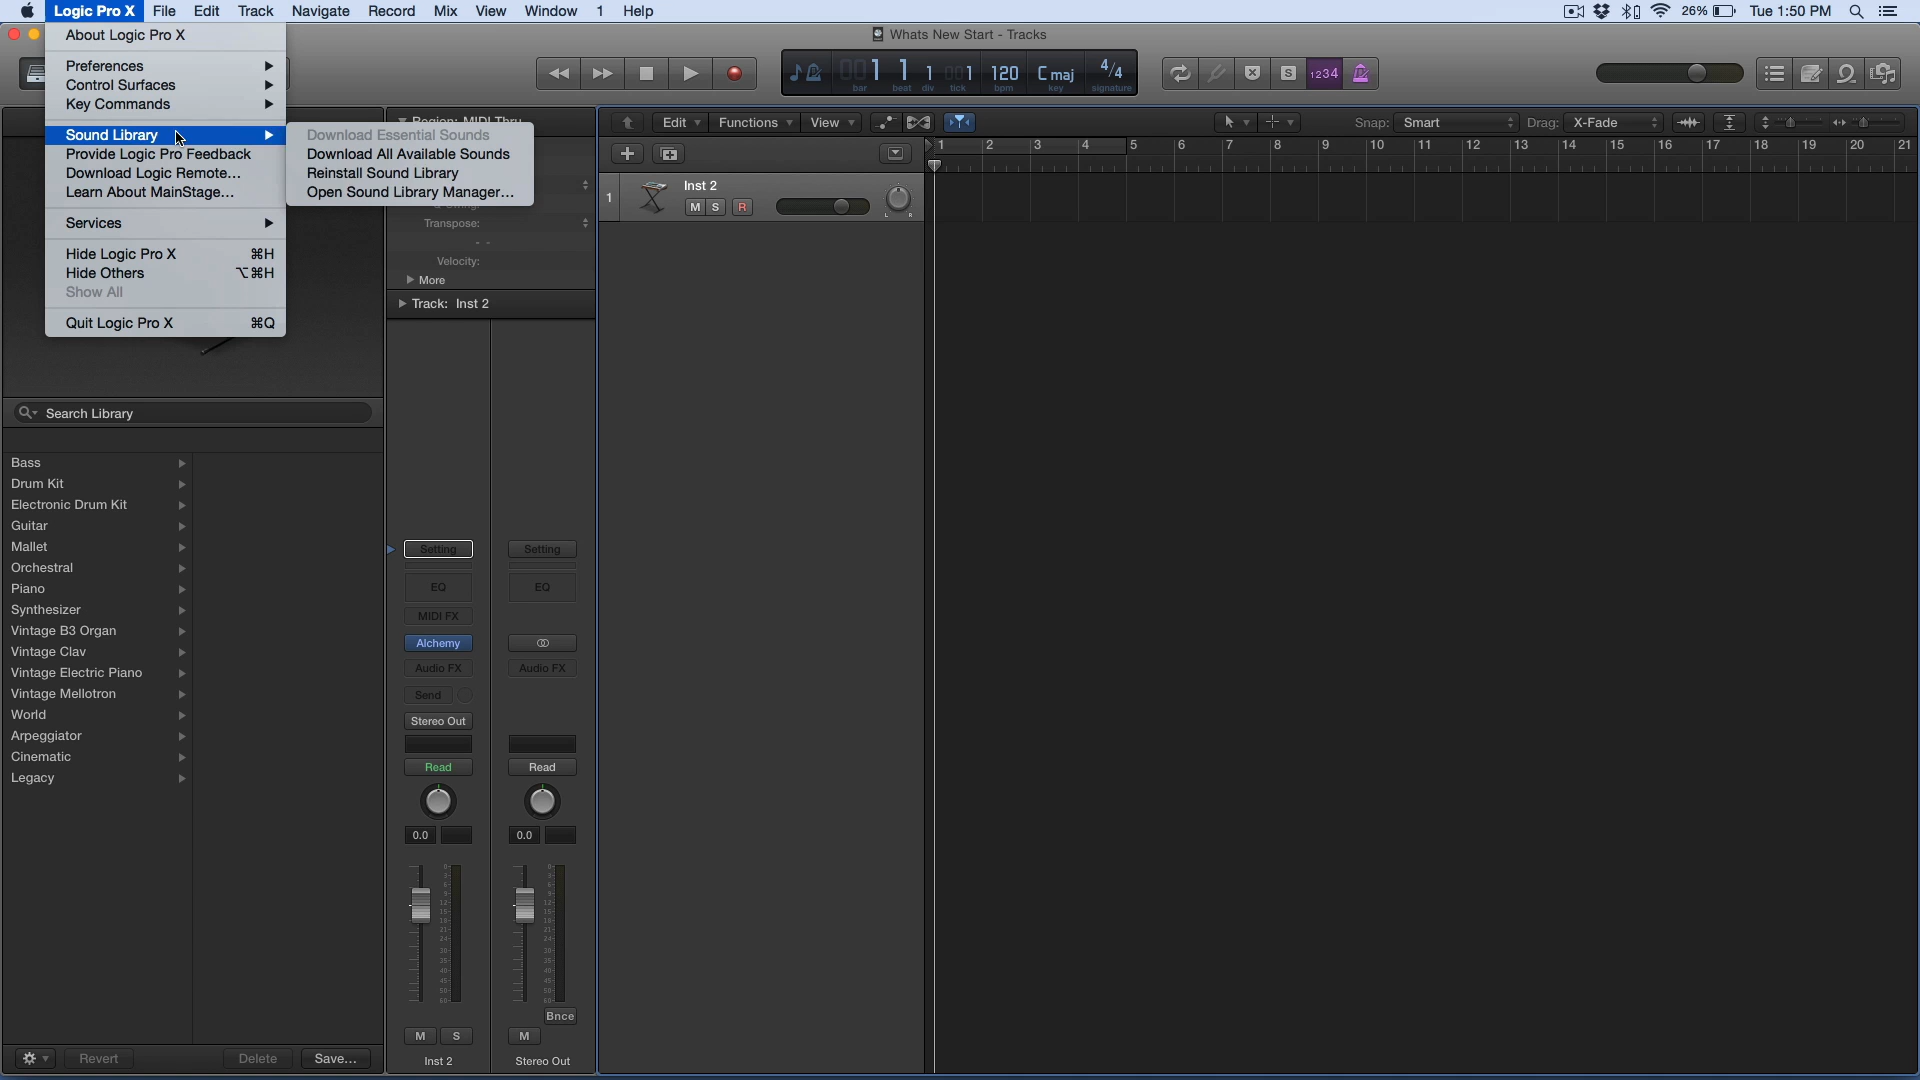 Logic Pro X File Edit Track Navigate Record Mix View Window 1 Help 26% Tue 1:50 PM
Whats New Start - Tracks
About Logic Pro X
Preferences
Control Surfaces
Key Commands
Sound Library
Provide Logic Pro Feedback
Download Logic Remote...
Learn About MainStage...
Services
Hide Logic Pro X ⌘H
Hide Others ⌥⌘H
Show All
Quit Logic Pro X ⌘Q
Download Essential Sounds
Download All Available Sounds
Reinstall Sound Library
Open Sound Library Manager...
001 1 1 001 120 Cmaj 4/4
bar beat div tick bpm key signature
S 1234
Region: MIDI Thru
Transpose:
- -
Velocity:
More
Track: Inst 2
Edit Functions View Snap: Smart Drag: X-Fade
1 2 3 4 5 6 7 8 9 10 11 12 13 14 15 16 17 18 19 20 21
1 Inst 2
M S R L R
Search Library
Bass
Drum Kit
Electronic Drum Kit
Guitar
Mallet
Orchestral
Piano
Synthesizer
Vintage B3 Organ
Vintage Clav
Vintage Electric Piano
Vintage Mellotron
World
Arpeggiator
Cinematic
Legacy
Revert Delete Save...
Setting Setting
EQ EQ
MIDI FX
Alchemy
Audio FX Audio FX
Send
Stereo Out
Read Read
0.0 0.0
Bnce
M S M
Inst 2 Stereo Out